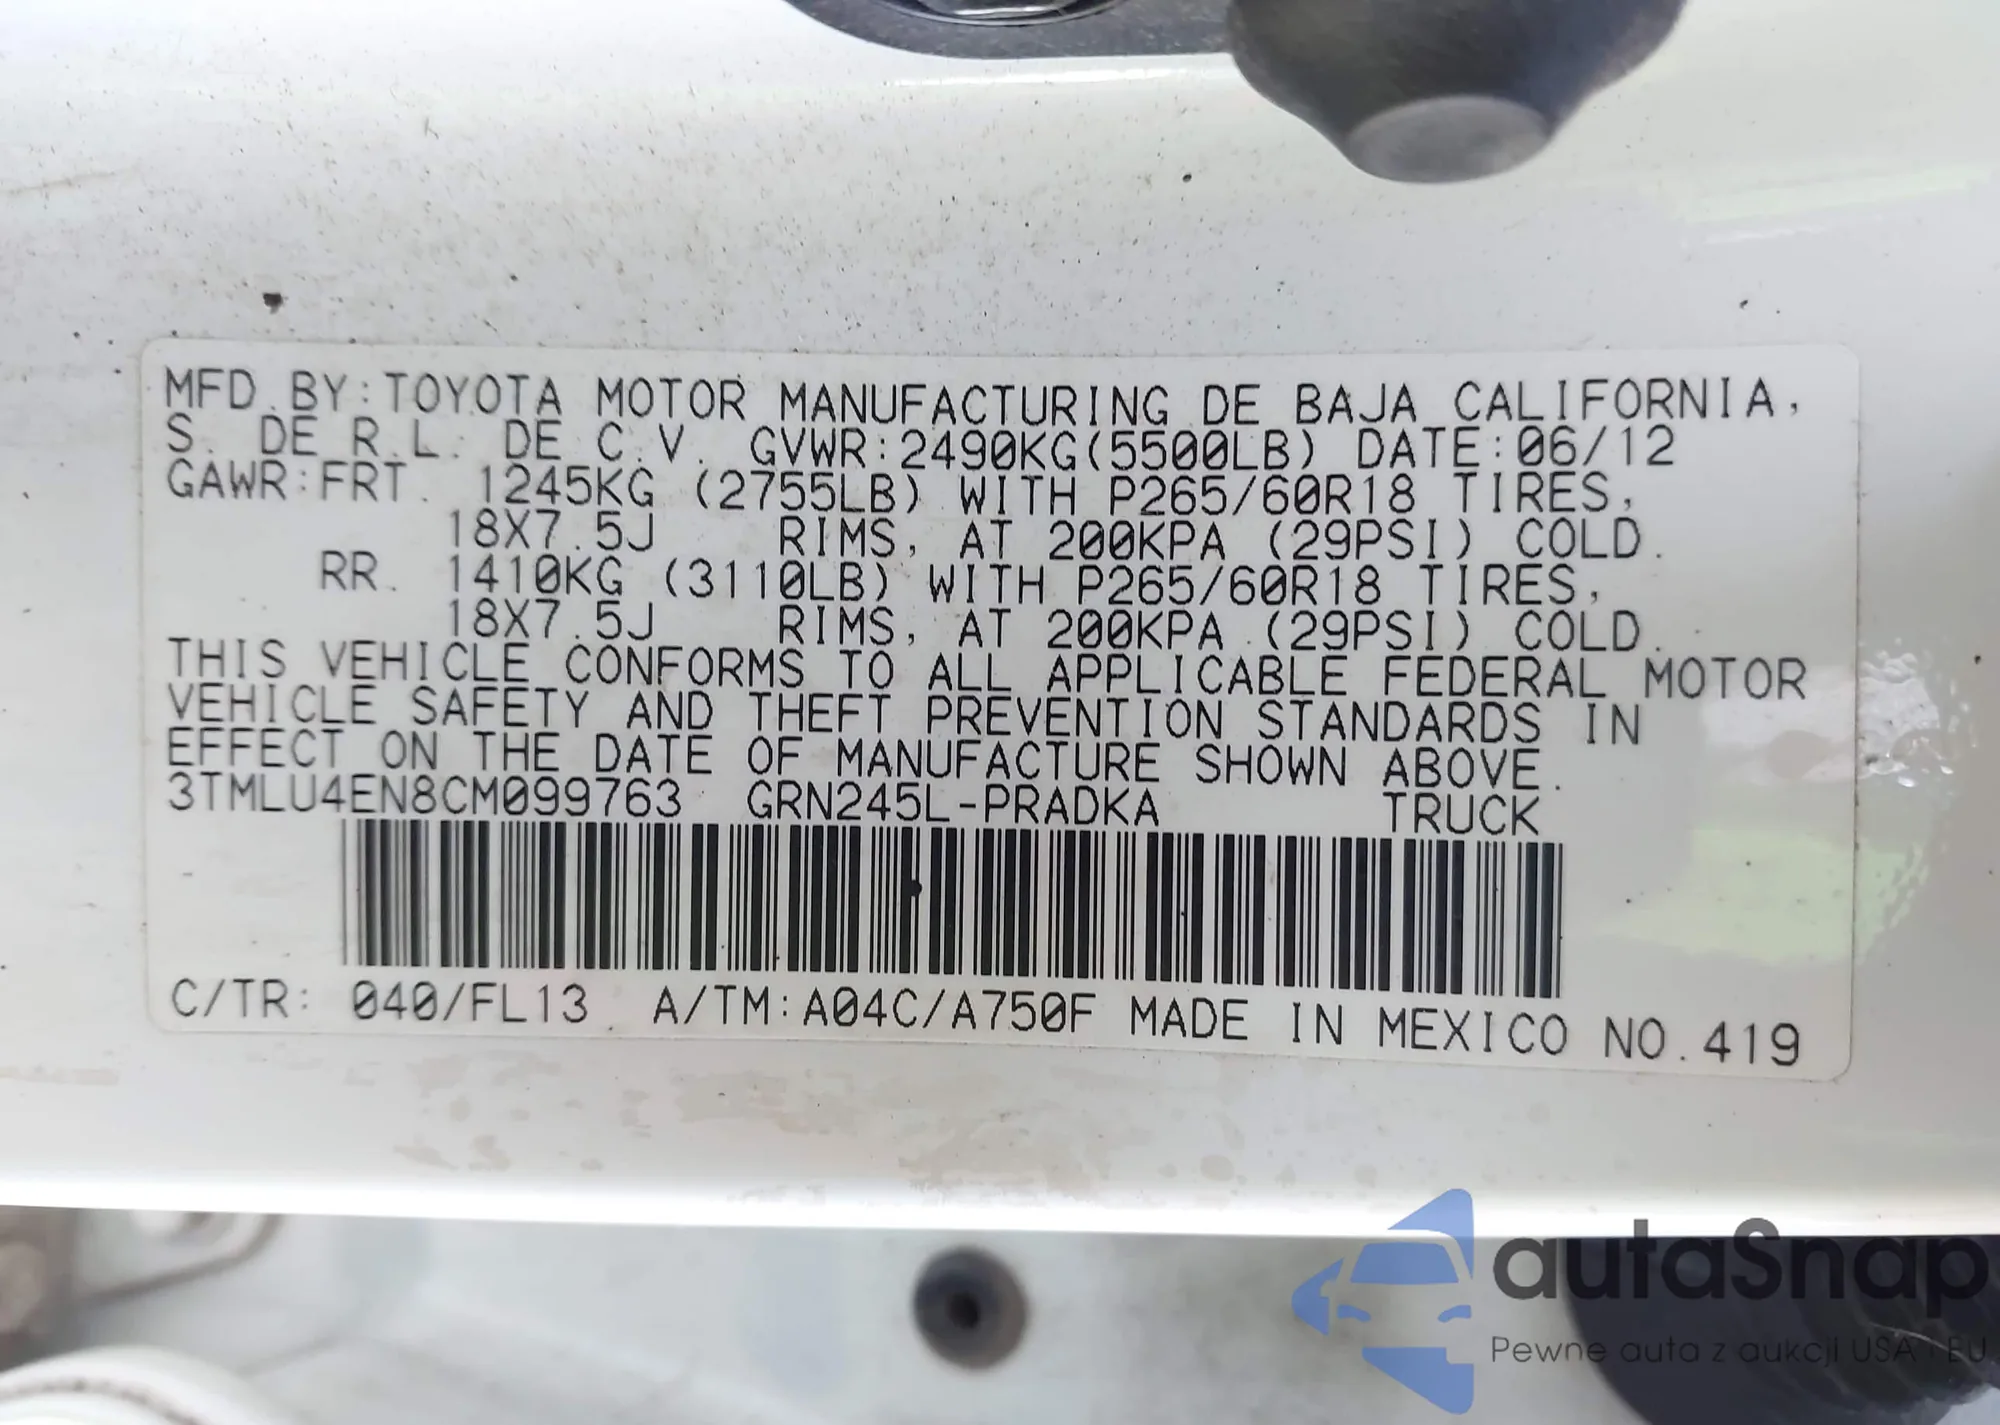 MFD.BY:TOYOTA MOTOR MANUFACTURING DE BAJA CALIFORNIA,
S. DE R.L. DE C.V. GVWR:2490KG(5500LB) DATE:06/12
GAWR:FRT. 1245KG (2755LB) WITH P265/60R18 TIRES,
18X7.5J RIMS, AT 200KPA (29PSI) COLD.
RR. 1410KG (3110LB) WITH P265/60R18 TIRES,
18X7.5J RIMS, AT 200KPA (29PSI) COLD.
THIS VEHICLE CONFORMS TO ALL APPLICABLE FEDERAL MOTOR
VEHICLE SAFETY AND THEFT PREVENTION STANDARDS IN
EFFECT ON THE DATE OF MANUFACTURE SHOWN ABOVE.
3TMLU4EN8CM099763 GRN245L-PRADKA TRUCK
C/TR: 040/FL13 A/TM:A04C/A750F MADE IN MEXICO NO.419
autoSnap
Pewne auta z aukcji USA i EU